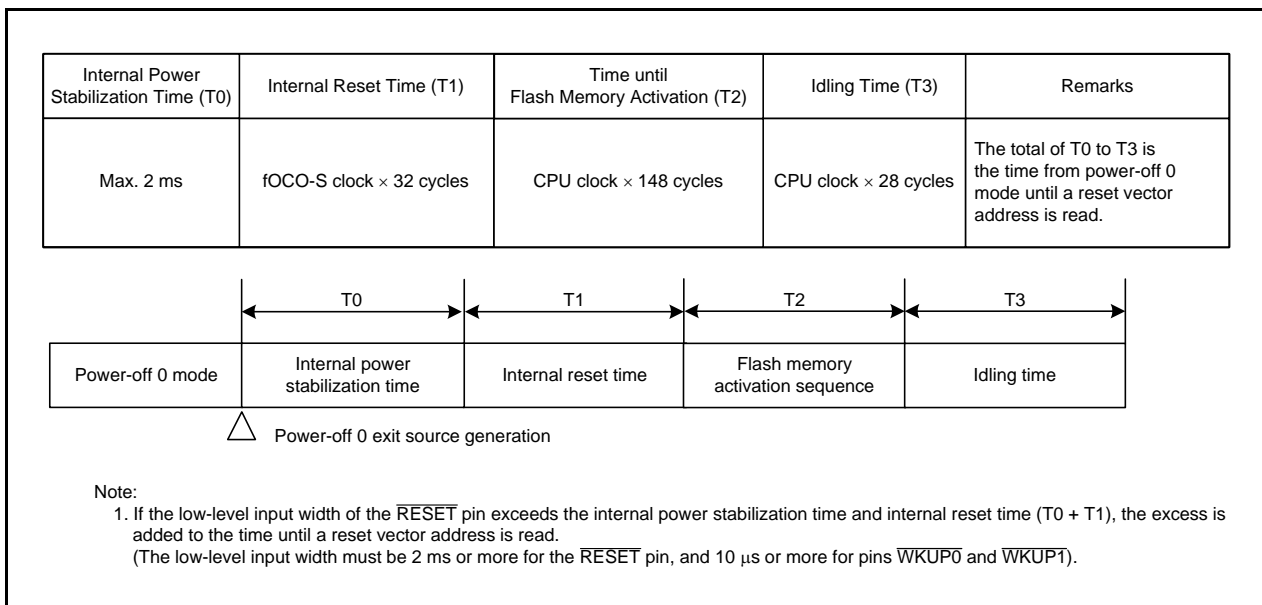 Internal Power
Stabilization Time (T0)
Internal Reset Time (T1)
Time until
Flash Memory Activation (T2)
Idling Time (T3)
Remarks
Max. 2 ms
fOCO-S clock × 32 cycles
CPU clock × 148 cycles
CPU clock × 28 cycles
The total of T0 to T3 is
the time from power-off 0
mode until a reset vector
address is read.
T0
T1
T2
T3
Power-off 0 mode
Internal power
stabilization time
Internal reset time
Flash memory
activation sequence
Idling time
Power-off 0 exit source generation
Note:
1. If the low-level input width of the RESET pin exceeds the internal power stabilization time and internal reset time (T0 + T1), the excess is
added to the time until a reset vector address is read.
(The low-level input width must be 2 ms or more for the RESET pin, and 10 μs or more for pins WKUP0 and WKUP1).